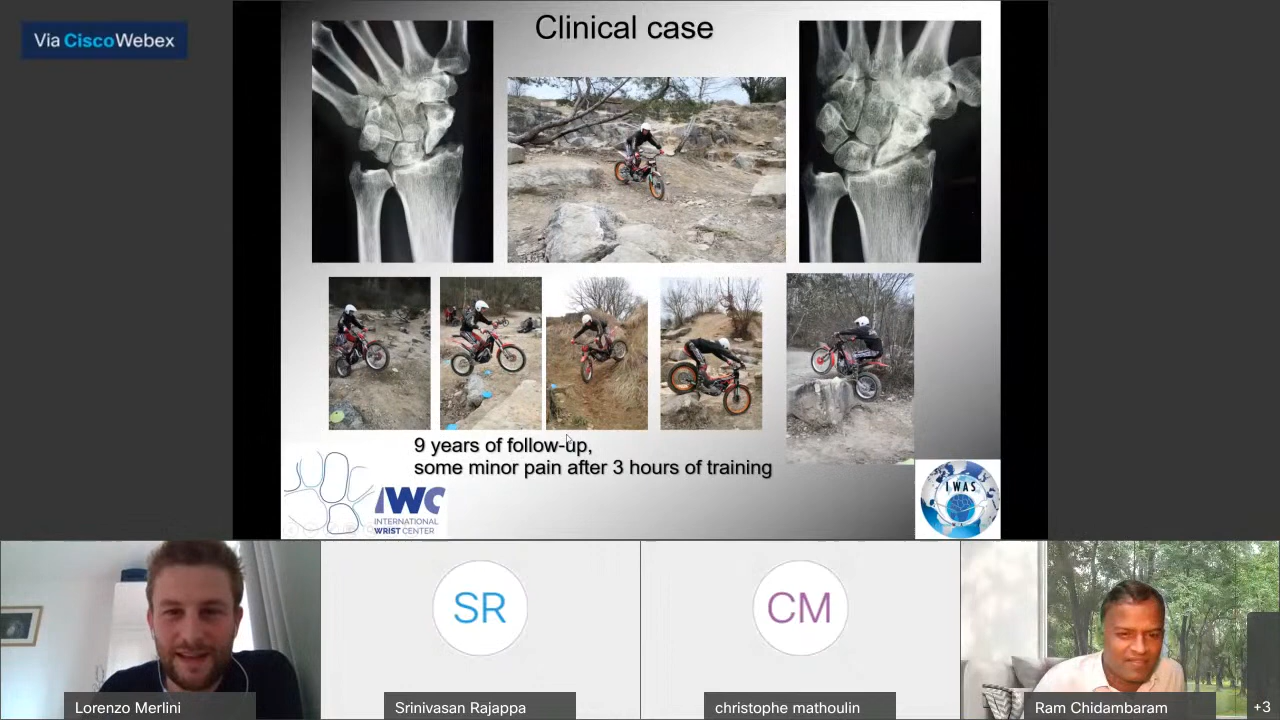 Via CiscoWebex
Clinical case
9 years of follow-up,
some minor pain after 3 hours of training
IWC
INTERNATIONAL
WRIST CENTER
IWAS
SR
CM
Lorenzo Merlini
Srinivasan Rajappa
christophe mathoulin
Ram Chidambaram
+3